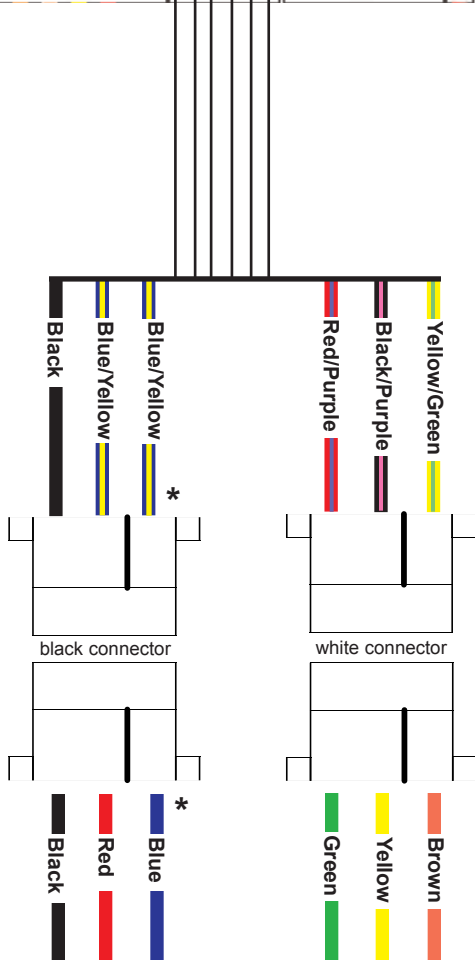 Black
Blue/Yellow
Blue/Yellow
Red/Purple
Black/Purple
Yellow/Green
*
black connector
white connector
*
Black
Red
Blue
Green
Yellow
Brown